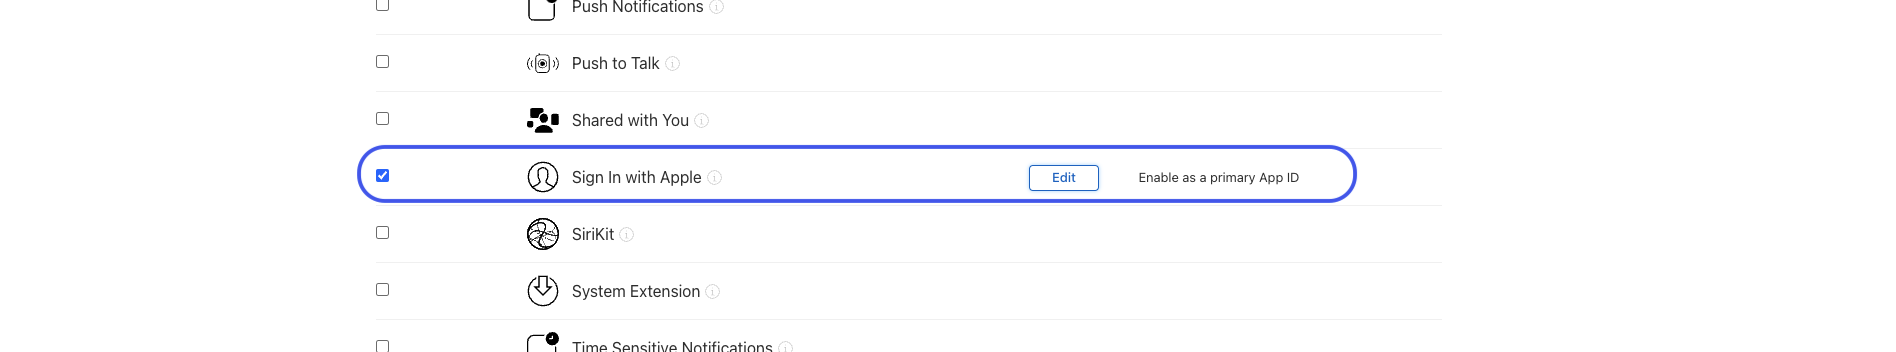 Push Notifications
Push to Talk
Shared with You
Sign In with Apple Edit Enable as a primary App ID
SiriKit
System Extension
Time Sensitive Notifications